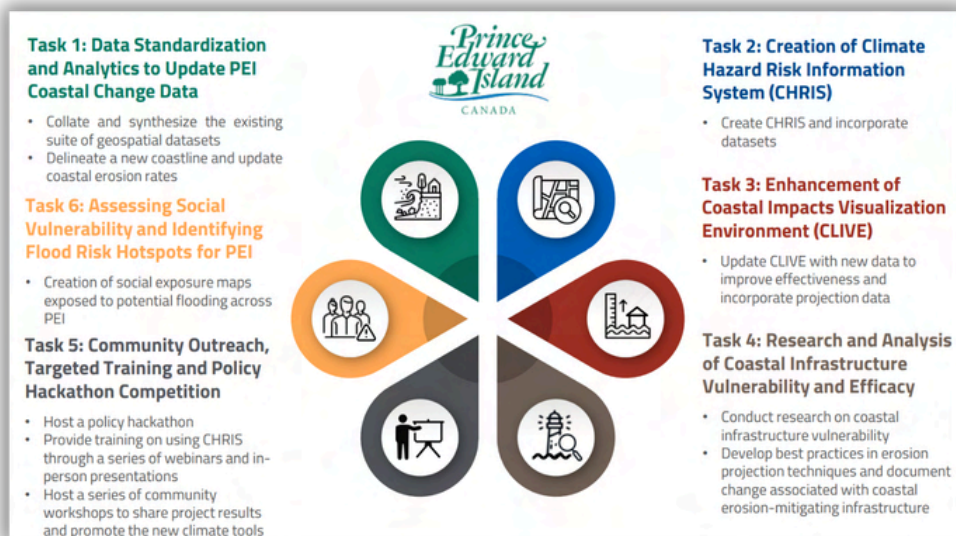 Task 1: Data Standardization
and Analytics to Update PEI
Coastal Change Data
• Collate and synthesize the existing
suite of geospatial datasets
• Delineate a new coastline and update
coastal erosion rates
Task 6: Assessing Social
Vulnerability and Identifying
Flood Risk Hotspots for PEI
• Creation of social exposure maps
exposed to potential flooding across
PEI
Task 5: Community Outreach,
Targeted Training and Policy
Hackathon Competition
• Host a policy hackathon
• Provide training on using CHRIS
through a series of webinars and in-
person presentations
• Host a series of community
workshops to share project results
and promote the new climate tools
Prince
Edward
Island
CANADA
Task 2: Creation of Climate
Hazard Risk Information
System (CHRIS)
• Create CHRIS and incorporate
datasets
Task 3: Enhancement of
Coastal Impacts Visualization
Environment (CLIVE)
• Update CLIVE with new data to
improve effectiveness and
incorporate projection data
Task 4: Research and Analysis
of Coastal Infrastructure
Vulnerability and Efficacy
• Conduct research on coastal
infrastructure vulnerability
• Develop best practices in erosion
projection techniques and document
change associated with coastal
erosion-mitigating infrastructure